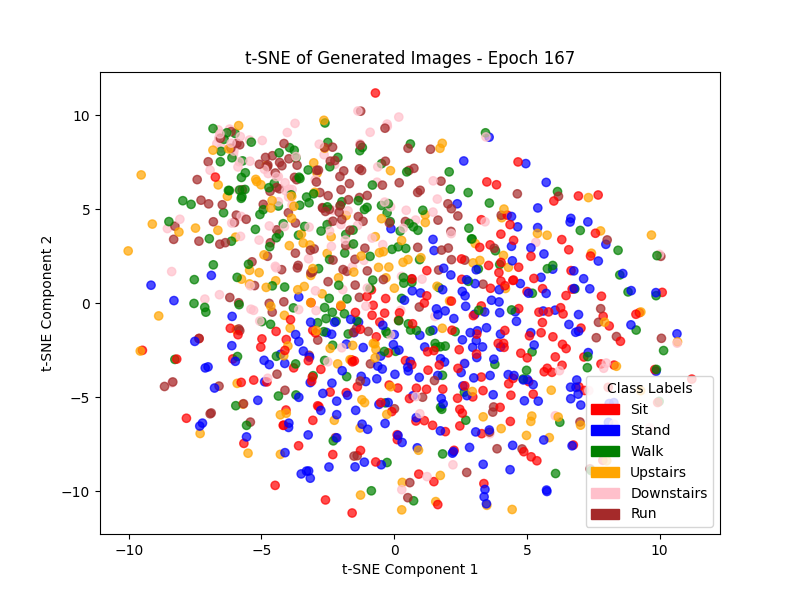 t-SNE of Generated Images - Epoch 167
10
5
0
−5
−10
t-SNE Component 2
Class Labels
Sit
Stand
Walk
Upstairs
Downstairs
Run
−10
−5
0
5
10
t-SNE Component 1